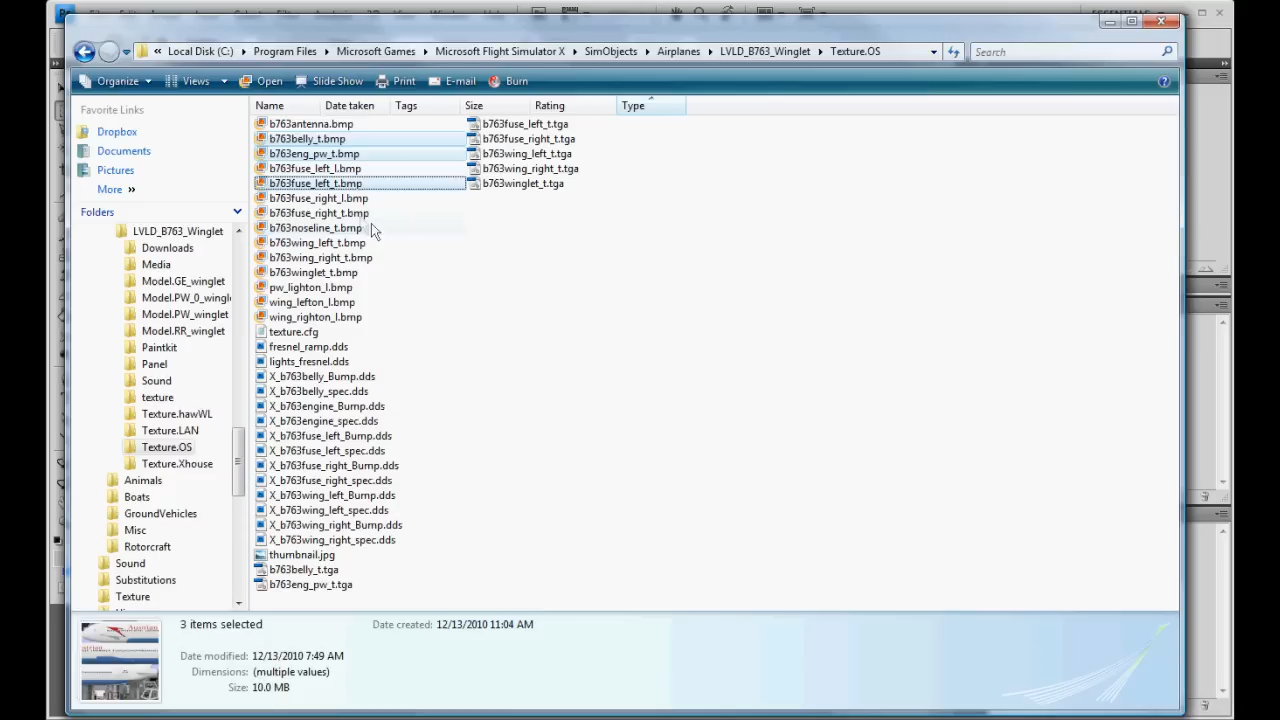 ESSENTIALS
Local Disk (C:) Program Files Microsoft Games Microsoft Flight Simulator X SimObjects Airplanes LVLD_B763_Winglet Texture.OS
Search
Organize Views Open Slide Show Print E-mail Burn
Favorite Links
Dropbox
Documents
Pictures
More »
Folders
LVLD_B763_Winglet
Downloads
Media
Model.GE_winglet
Model.PW_0_wingl
Model.PW_winglet
Model.RR_winglet
Paintkit
Panel
Sound
texture
Texture.hawWL
Texture.LAN
Texture.OS
Texture.Xhouse
Animals
Boats
GroundVehicles
Misc
Rotorcraft
Sound
Substitutions
Texture
Name Date taken Tags Size Rating Type
b763antenna.bmp
b763belly_t.bmp
b763eng_pw_t.bmp
b763fuse_left_l.bmp
b763fuse_left_t.bmp
b763fuse_right_l.bmp
b763fuse_right_t.bmp
b763noseline_t.bmp
b763wing_left_t.bmp
b763wing_right_t.bmp
b763winglet_t.bmp
pw_lighton_l.bmp
wing_lefton_l.bmp
wing_righton_l.bmp
texture.cfg
fresnel_ramp.dds
lights_fresnel.dds
X_b763belly_Bump.dds
X_b763belly_spec.dds
X_b763engine_Bump.dds
X_b763engine_spec.dds
X_b763fuse_left_Bump.dds
X_b763fuse_left_spec.dds
X_b763fuse_right_Bump.dds
X_b763fuse_right_spec.dds
X_b763wing_left_Bump.dds
X_b763wing_left_spec.dds
X_b763wing_right_Bump.dds
X_b763wing_right_spec.dds
thumbnail.jpg
b763belly_t.tga
b763eng_pw_t.tga
b763fuse_left_t.tga
b763fuse_right_t.tga
b763wing_left_t.tga
b763wing_right_t.tga
b763winglet_t.tga
3 items selected
Date created: 12/13/2010 11:04 AM
Date modified: 12/13/2010 7:49 AM
Dimensions: (multiple values)
Size: 10.0 MB
Austrian